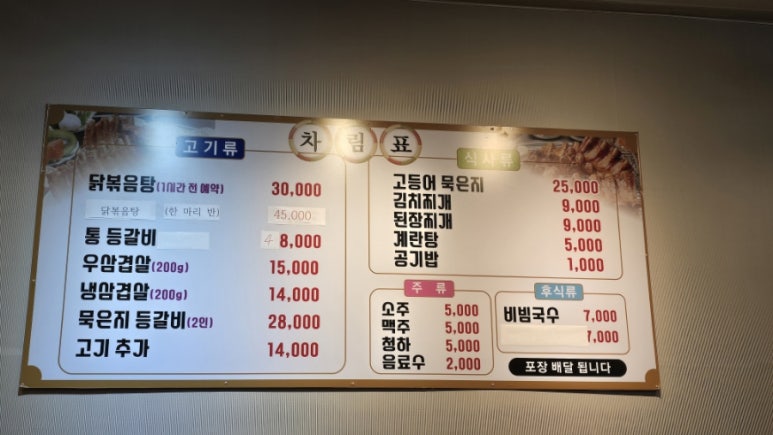 차림표
고기류
닭볶음탕(1시간 전 예약) 30,000
닭볶음탕 (한 마리 반) 45,000
통 등갈비 48,000
우삼겹살(200g) 15,000
냉삼겹살(200g) 14,000
묵은지 등갈비(2인) 28,000
고기 추가 14,000
식사류
고등어 묵은지 25,000
김치찌개 9,000
된장찌개 9,000
계란탕 5,000
공기밥 1,000
주류
소주 5,000
맥주 5,000
청하 5,000
음료수 2,000
후식류
비빔국수 7,000
7,000
포장 배달 됩니다